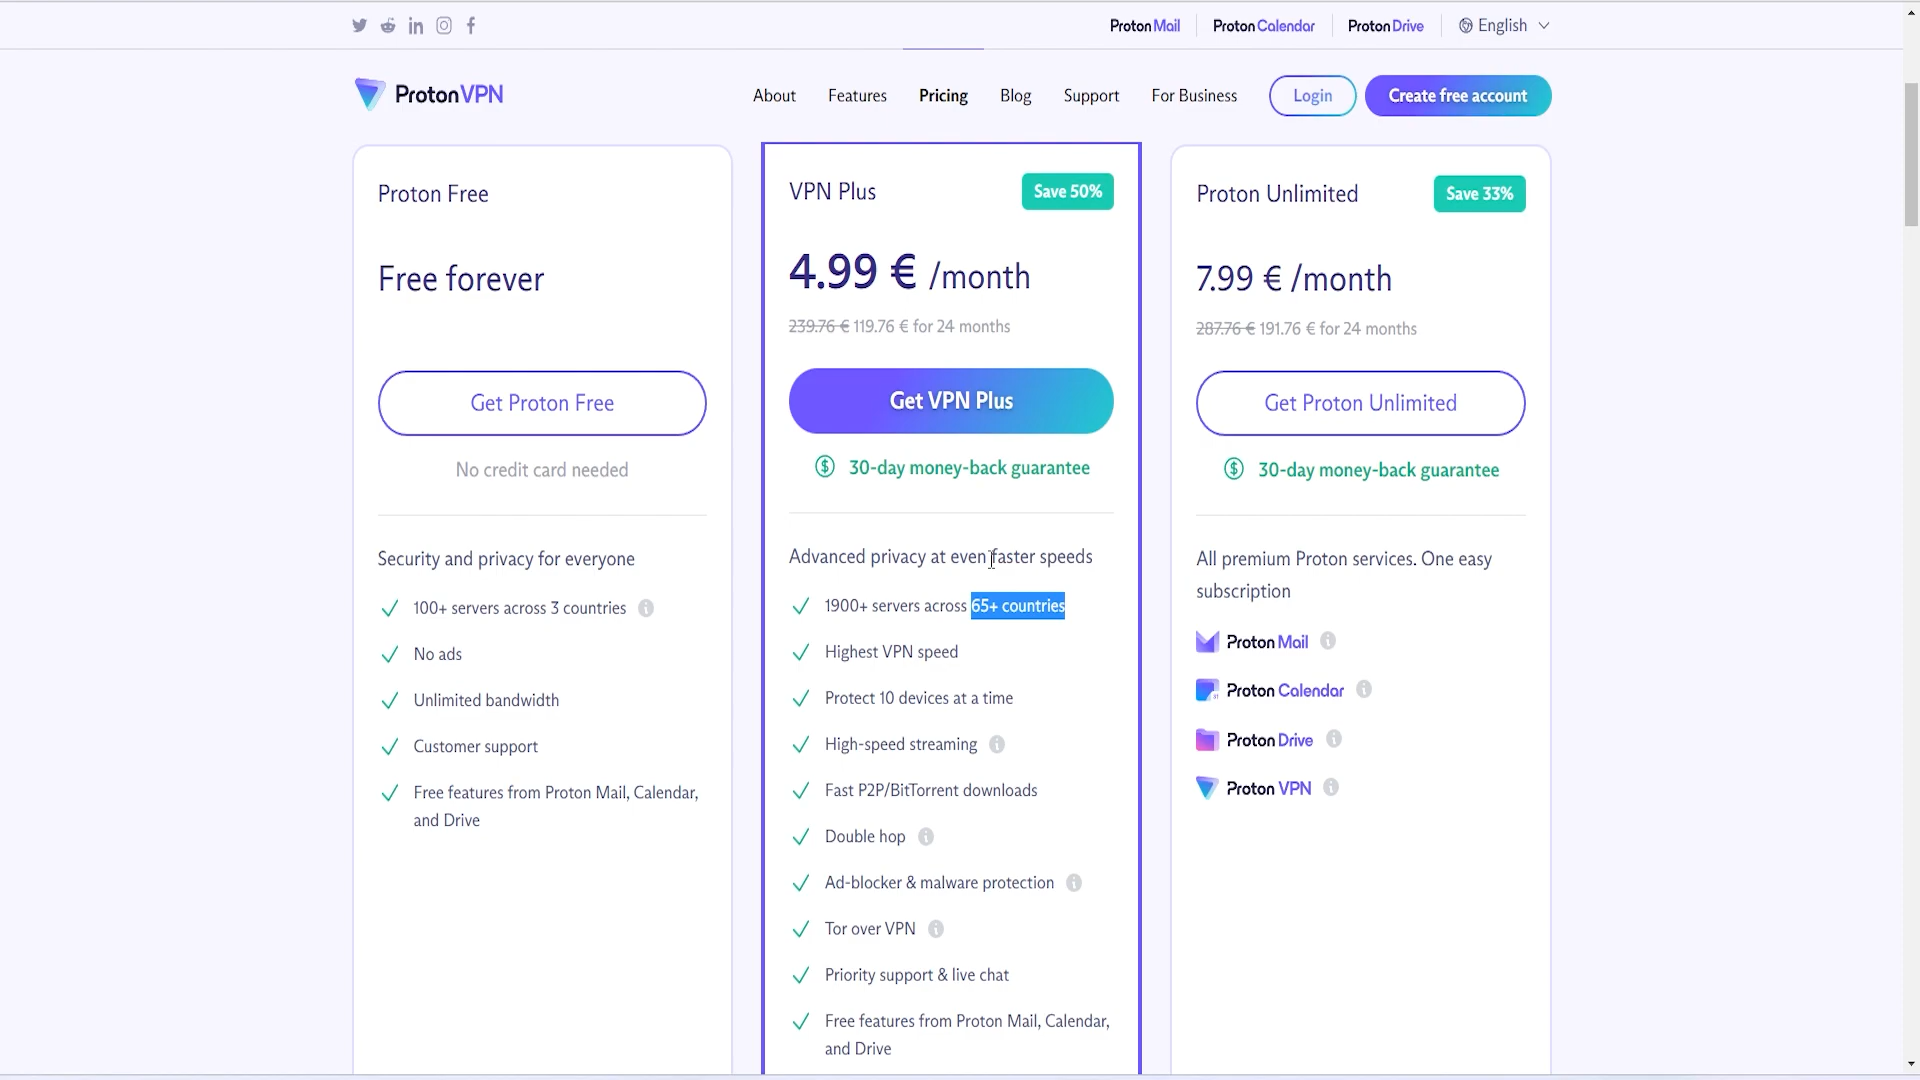 Proton Mail
Proton Calendar
Proton Drive
English
Proton VPN
About
Features
Pricing
Blog
Support
For Business
Login
Create free account
Proton Free
Free forever
Get Proton Free
No credit card needed
Security and privacy for everyone
100+ servers across 3 countries
No ads
Unlimited bandwidth
Customer support
Free features from Proton Mail, Calendar,
and Drive
VPN Plus
Save 50%
4.99 € /month
239.76 € 119.76 € for 24 months
Get VPN Plus
30-day money-back guarantee
Advanced privacy at even faster speeds
1900+ servers across 65+ countries
Highest VPN speed
Protect 10 devices at a time
High-speed streaming
Fast P2P/BitTorrent downloads
Double hop
Ad-blocker & malware protection
Tor over VPN
Priority support & live chat
Free features from Proton Mail, Calendar,
and Drive
Proton Unlimited
Save 33%
7.99 € /month
287.76 € 191.76 € for 24 months
Get Proton Unlimited
30-day money-back guarantee
All premium Proton services. One easy
subscription
Proton Mail
Proton Calendar
Proton Drive
Proton VPN